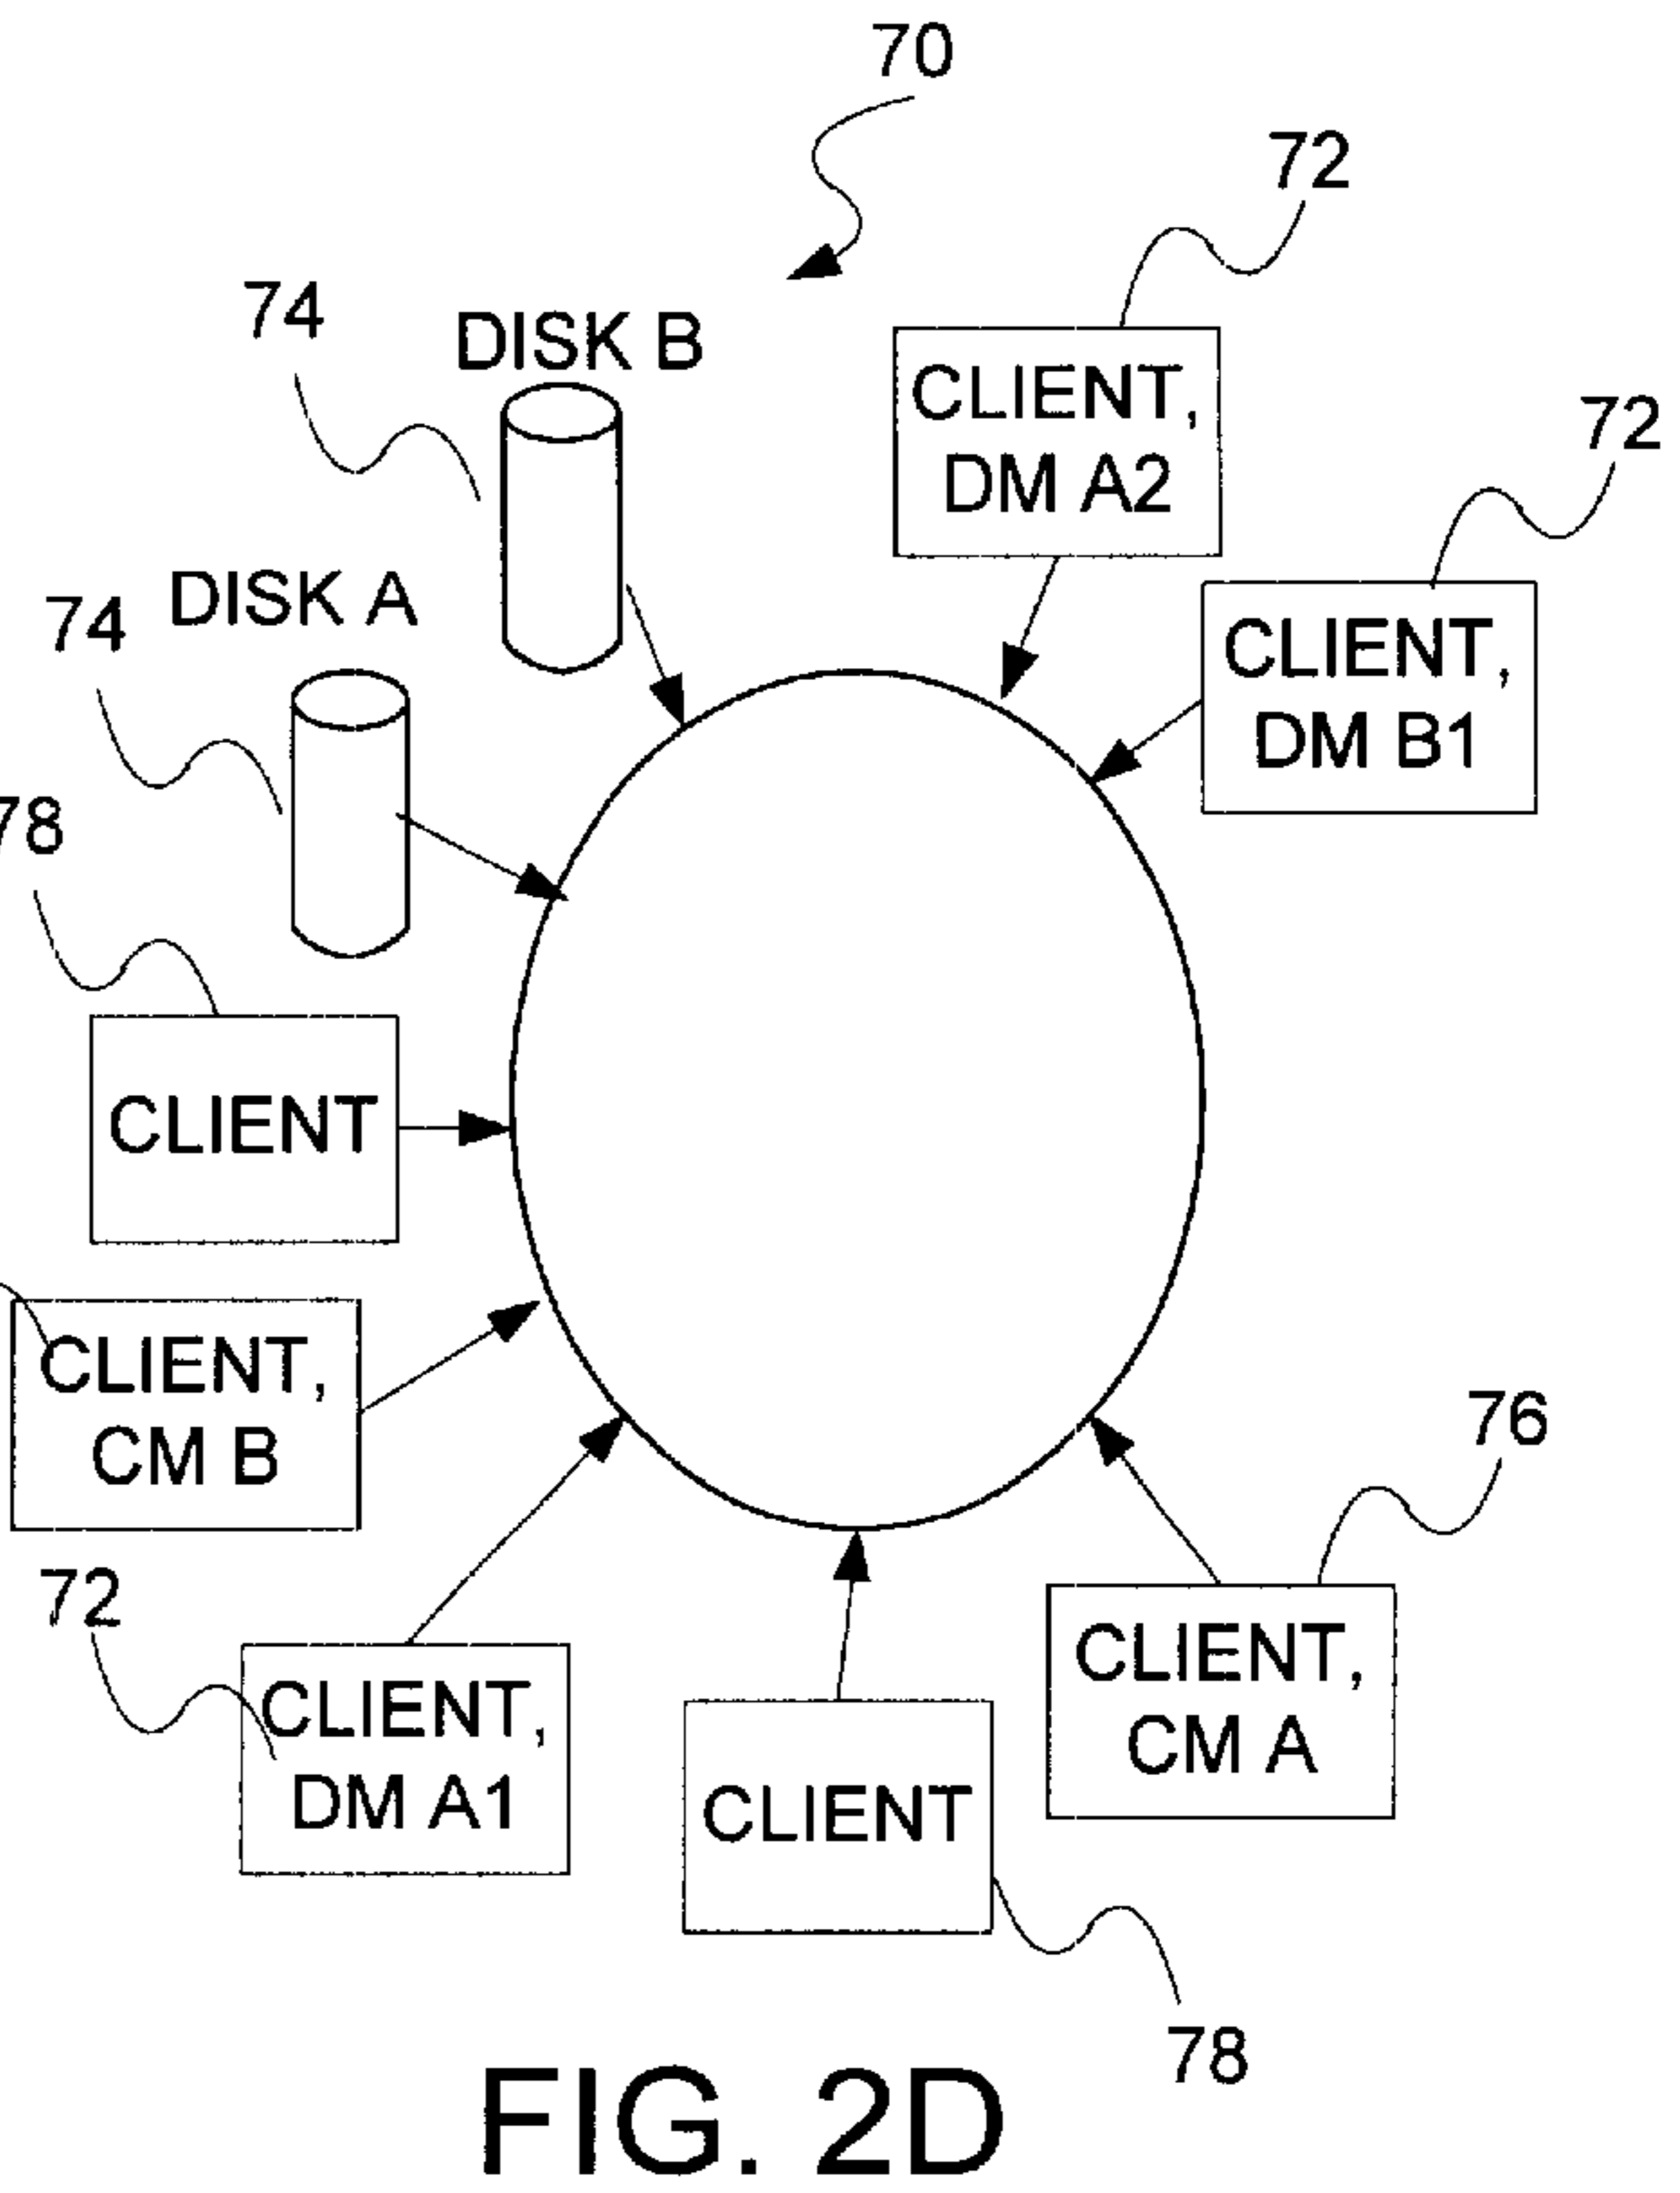 70
72
74
DISK B
CLIENT,
DM A2
72
CLIENT,
DM B1
74
DISK A
78
CLIENT
CLIENT,
CM B
76
CLIENT,
CM A
72
CLIENT,
DM A1
CLIENT
78
FIG. 2D